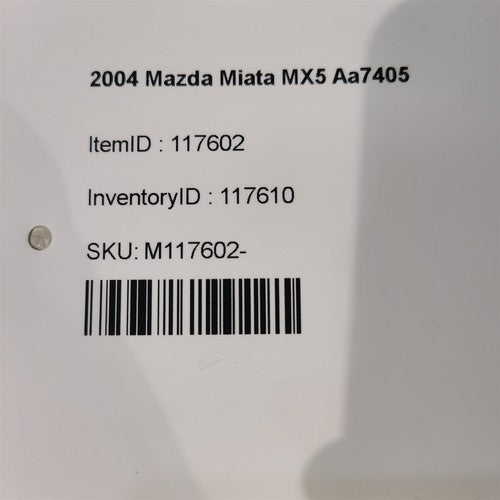 2004 Mazda Miata MX5 Aa7405
ItemID : 117602
InventoryID : 117610
SKU: M117602-